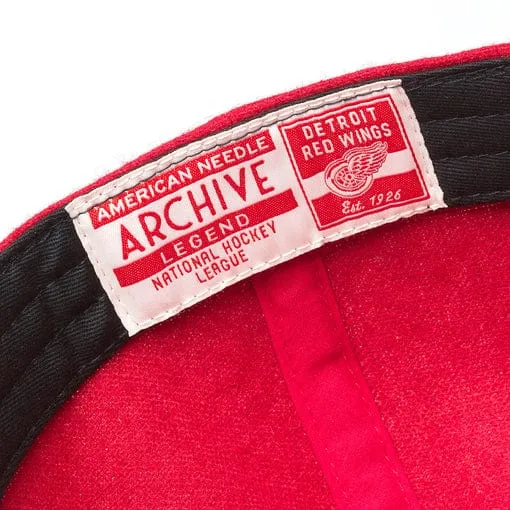 AMERICAN NEEDLE
ARCHIVE
LEGEND
NATIONAL HOCKEY
LEAGUE
DETROIT
RED WINGS
Est. 1926